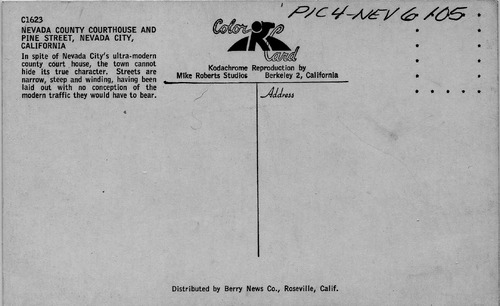 C1623
NEVADA COUNTY COURTHOUSE AND
PINE STREET, NEVADA CITY,
CALIFORNIA
In spite of Nevada City's ultra-modern
county court house, the town cannot
hide its true character. Streets are
narrow, steep and winding, having been
laid out with no conception of the
modern traffic they would have to bear.
PIC4-NEV 6 105
Color Card
Kodachrome Reproduction by
Mike Roberts Studios Berkeley 2, California
Address
Distributed by Berry News Co., Roseville, Calif.